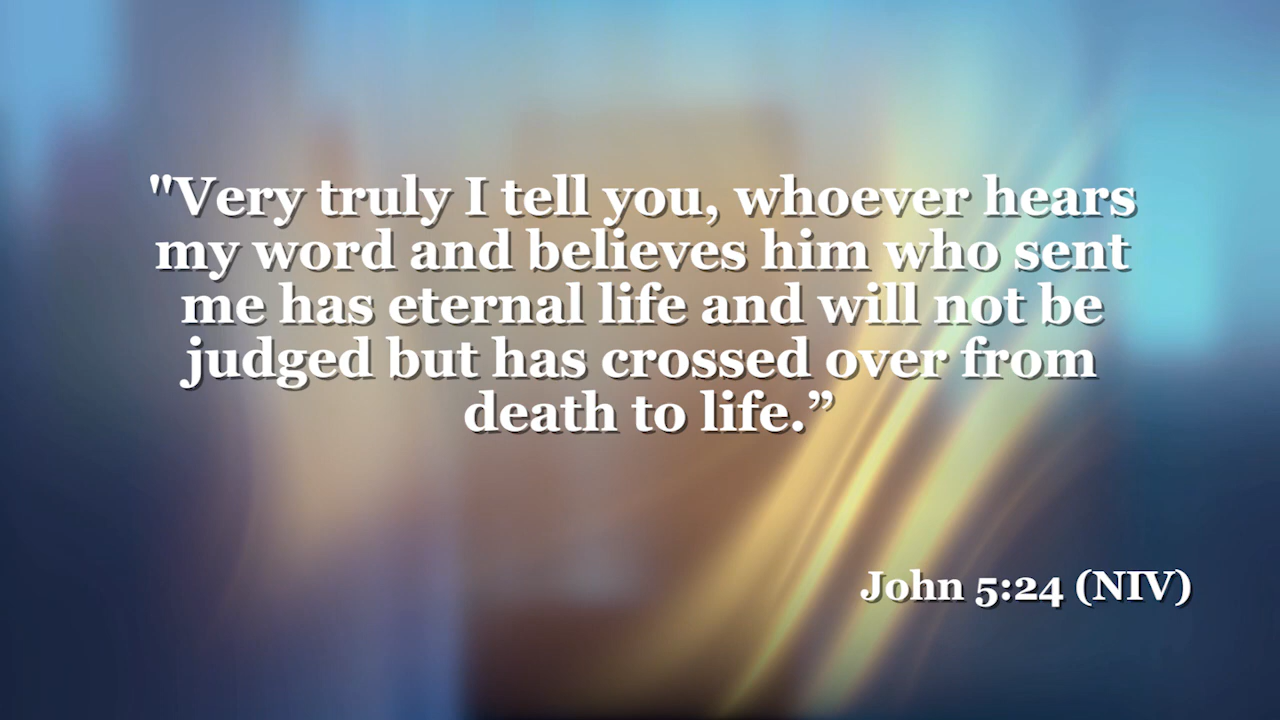 "Very truly I tell you, whoever hears
my word and believes him who sent
me has eternal life and will not be
judged but has crossed over from
death to life.”
John 5:24 (NIV)